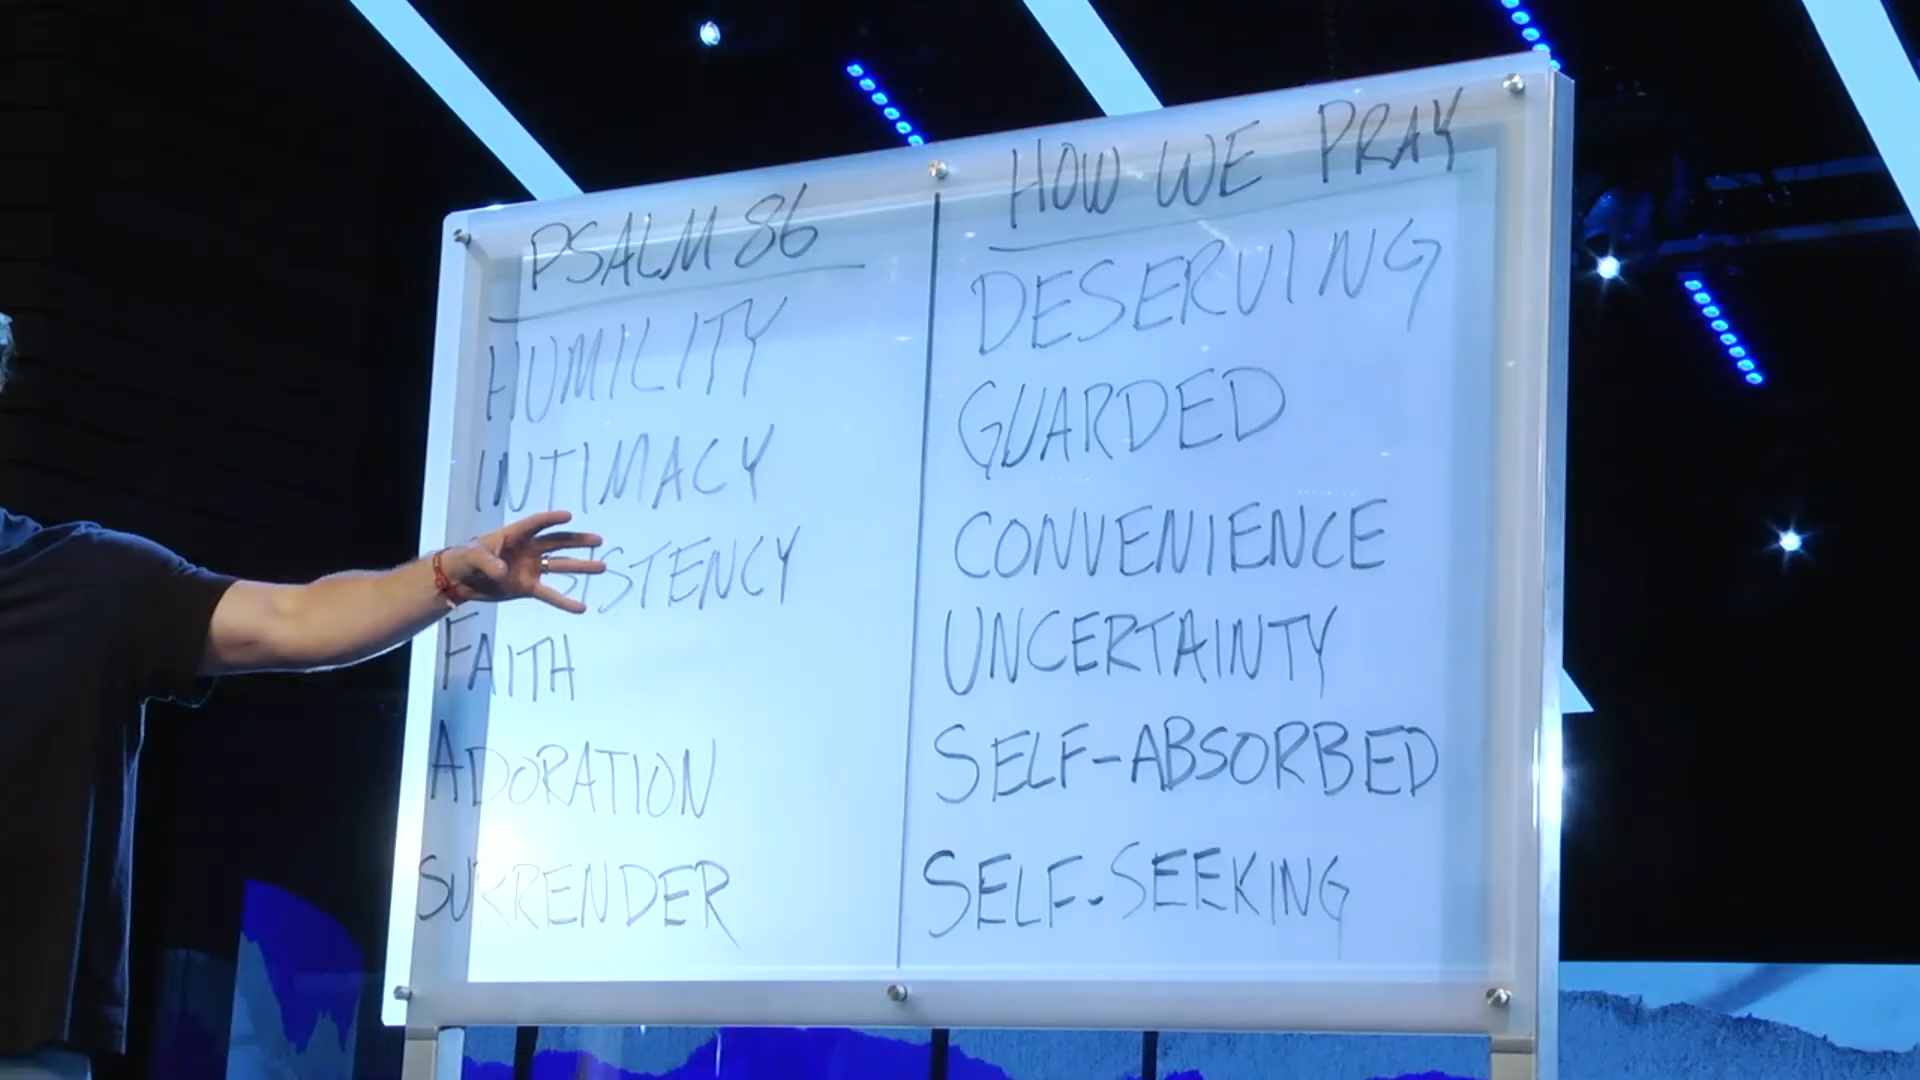 PSALM 86
HUMILITY
INTIMACY
FAITH
ADORATION
SURRENDER
HOW WE PRAY
DESERVING
GUARDED
CONVENIENCE
UNCERTAINTY
SELF-ABSORBED
SELF-SEEKING